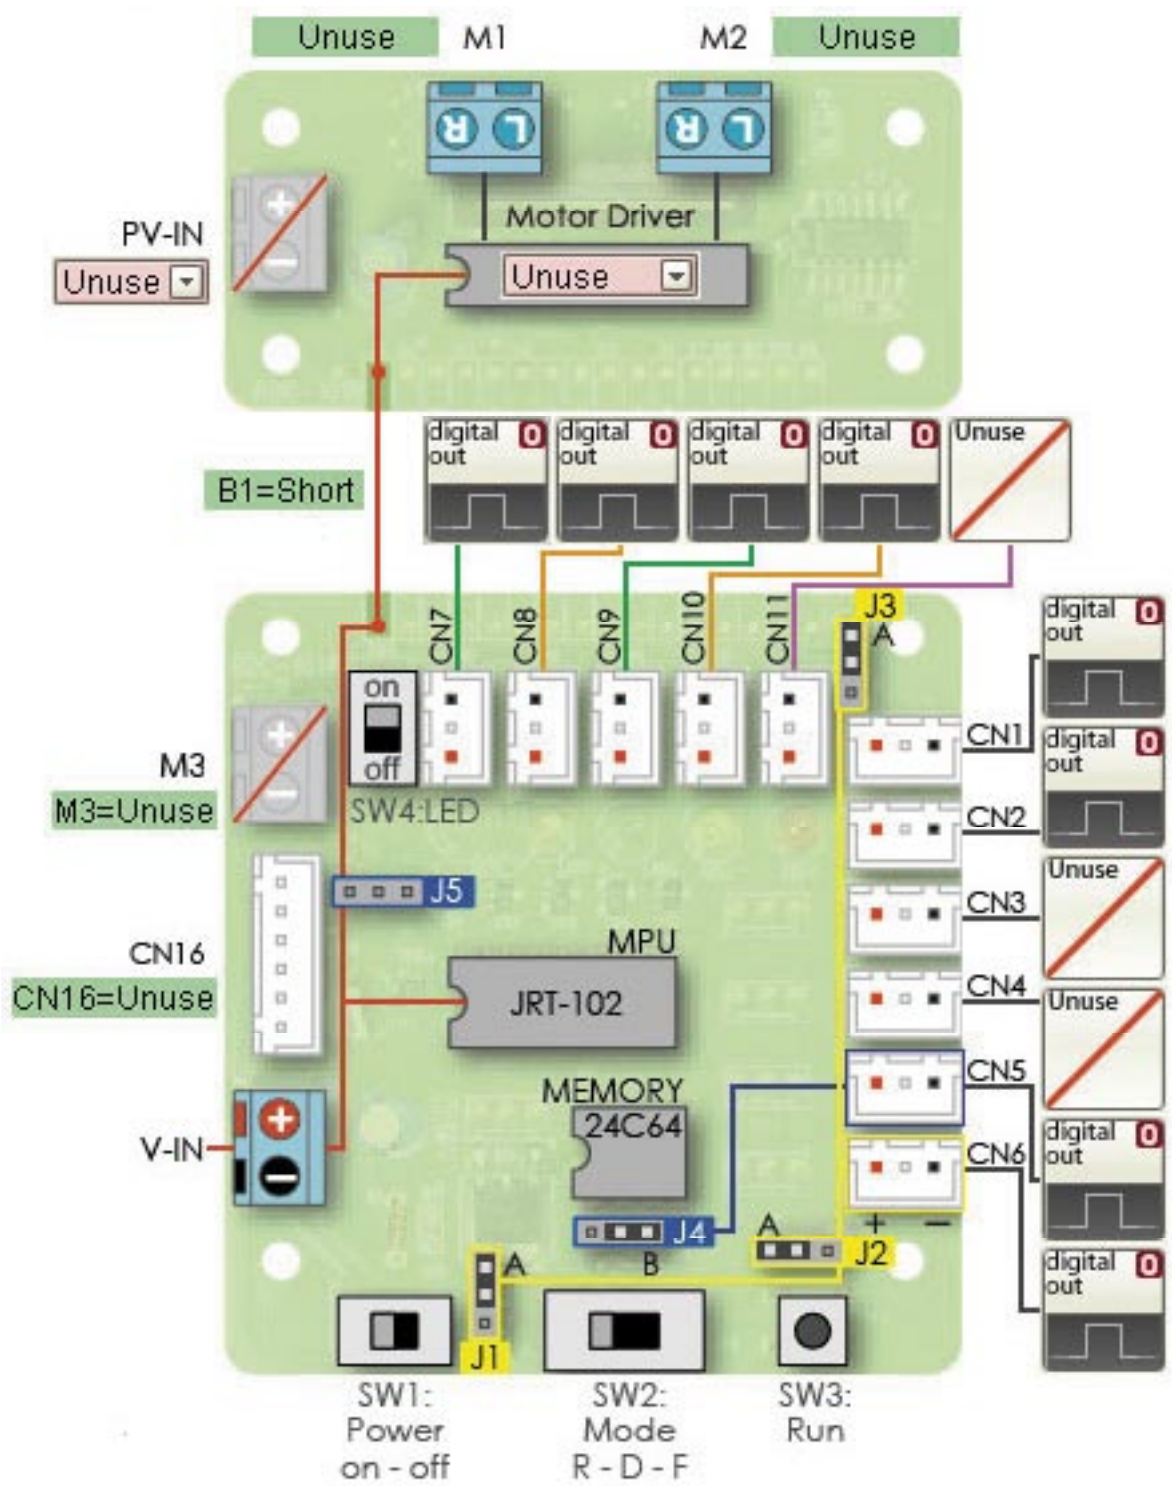 Unuse M1 M2 Unuse
R L R L
Motor Driver
PV-IN
+
Unuse
Unuse
−
digital out 0
digital out 0
digital out 0
digital out 0
Unuse
B1=Short
CN7
CN8
CN9
CN10
CN11
J3
A
digital out 0
on
off
SW4:LED
CN1
digital out 0
M3
+
−
M3=Unuse
CN2
Unuse
J5
CN3
CN16
CN16=Unuse
MPU
JRT-102
CN4
Unuse
CN5
MEMORY
24C64
V-IN
+
−
CN6
digital out 0
+ −
J4
B
A
J2
A
J1
digital out 0
SW1:
Power
on - off
SW2:
Mode
R - D - F
SW3:
Run